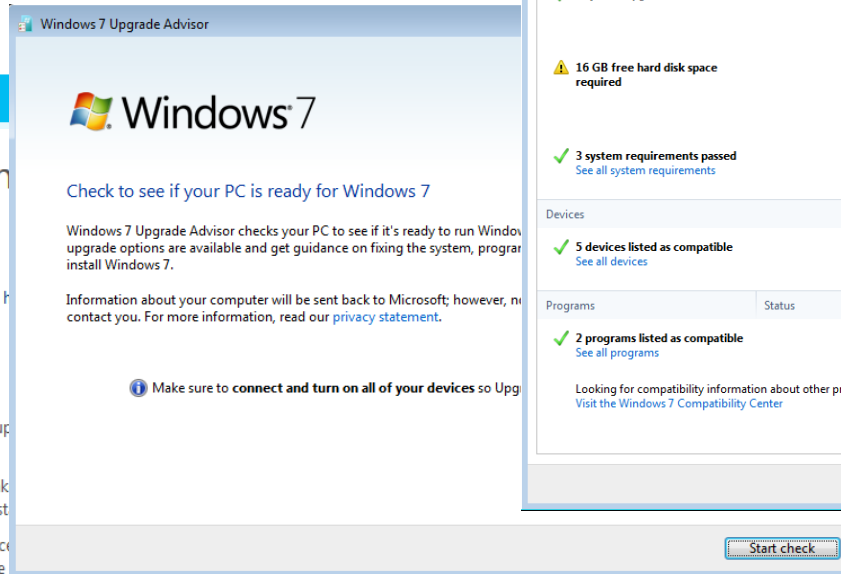 Windows 7 Upgrade Advisor
Windows 7
Check to see if your PC is ready for Windows 7
Windows 7 Upgrade Advisor checks your PC to see if it's ready to run
upgrade options are available and get guidance on fixing the system,
install Windows 7.
Information about your computer will be sent back to Microsoft; however,
contact you. For more information, read our privacy statement.
Make sure to connect and turn on all of your devices so
Start check
16 GB free hard disk space
required
3 system requirements passed
See all system requirements
Devices
5 devices listed as compatible
See all devices
Programs Status
2 programs listed as compatible
See all programs
Looking for compatibility information about other
Visit the Windows 7 Compatibility Center